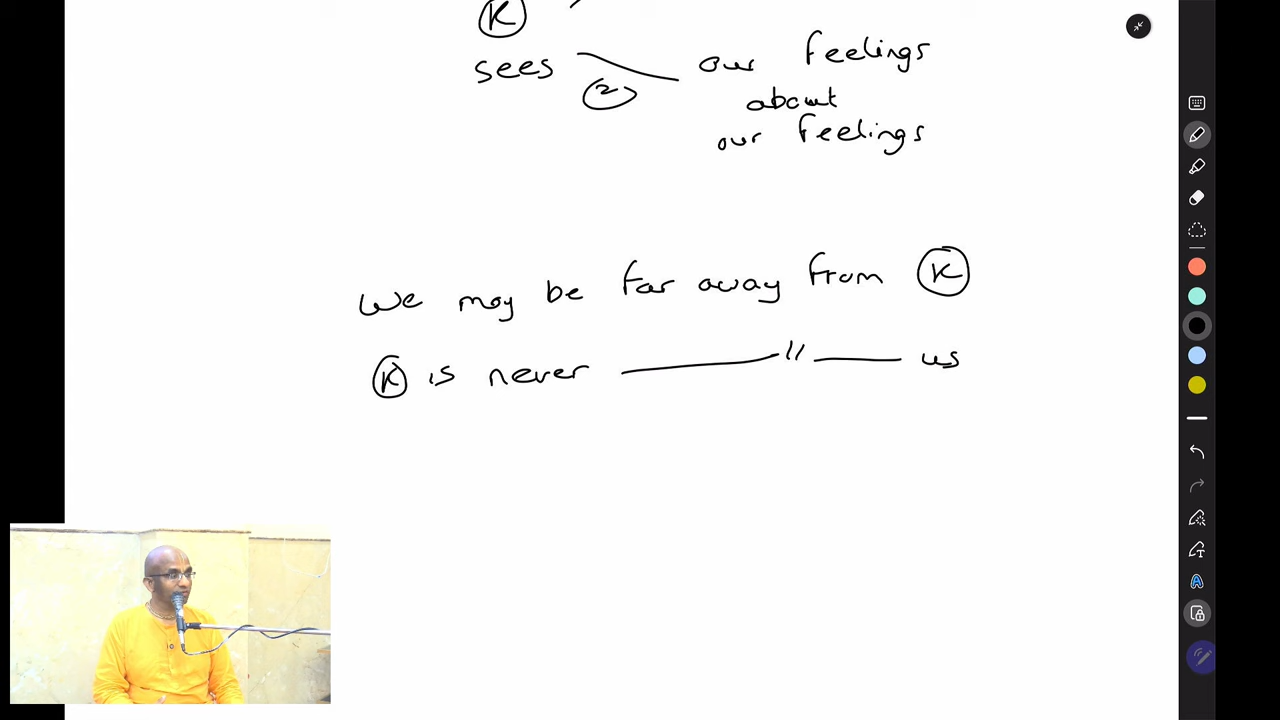 K
sees our feelings
2 about
our feelings
We may be far away from K
K is never ——— " ——— us